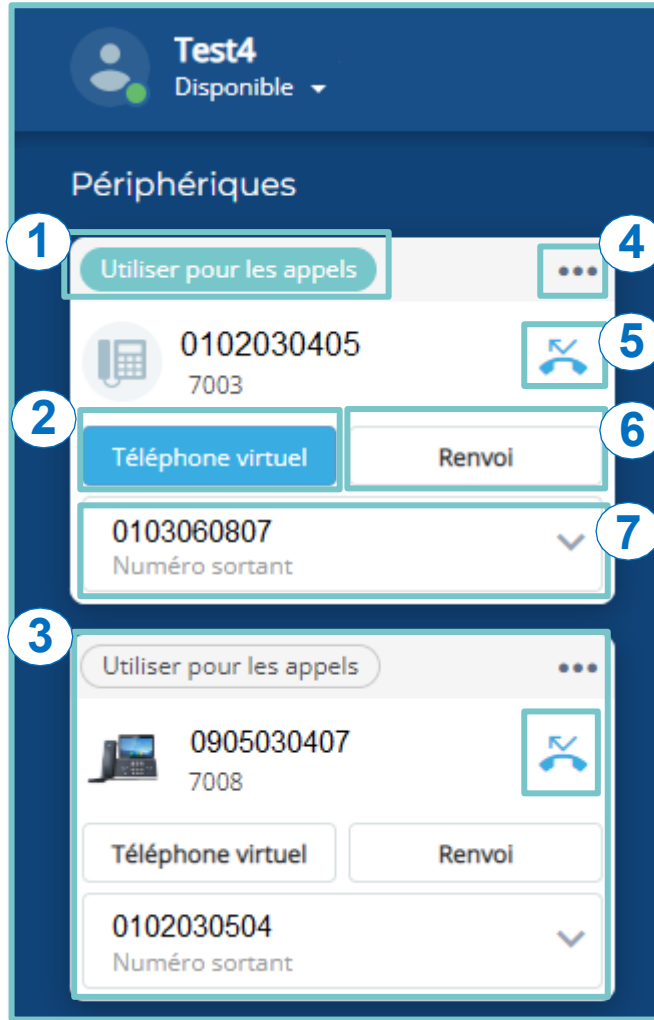 Test4
Disponible
Périphériques
1
Utiliser pour les appels
4
0102030405
5
7003
2
Téléphone virtuel
Renvoi
6
0103060807
7
Numéro sortant
3
Utiliser pour les appels
0905030407
7008
Téléphone virtuel
Renvoi
0102030504
Numéro sortant